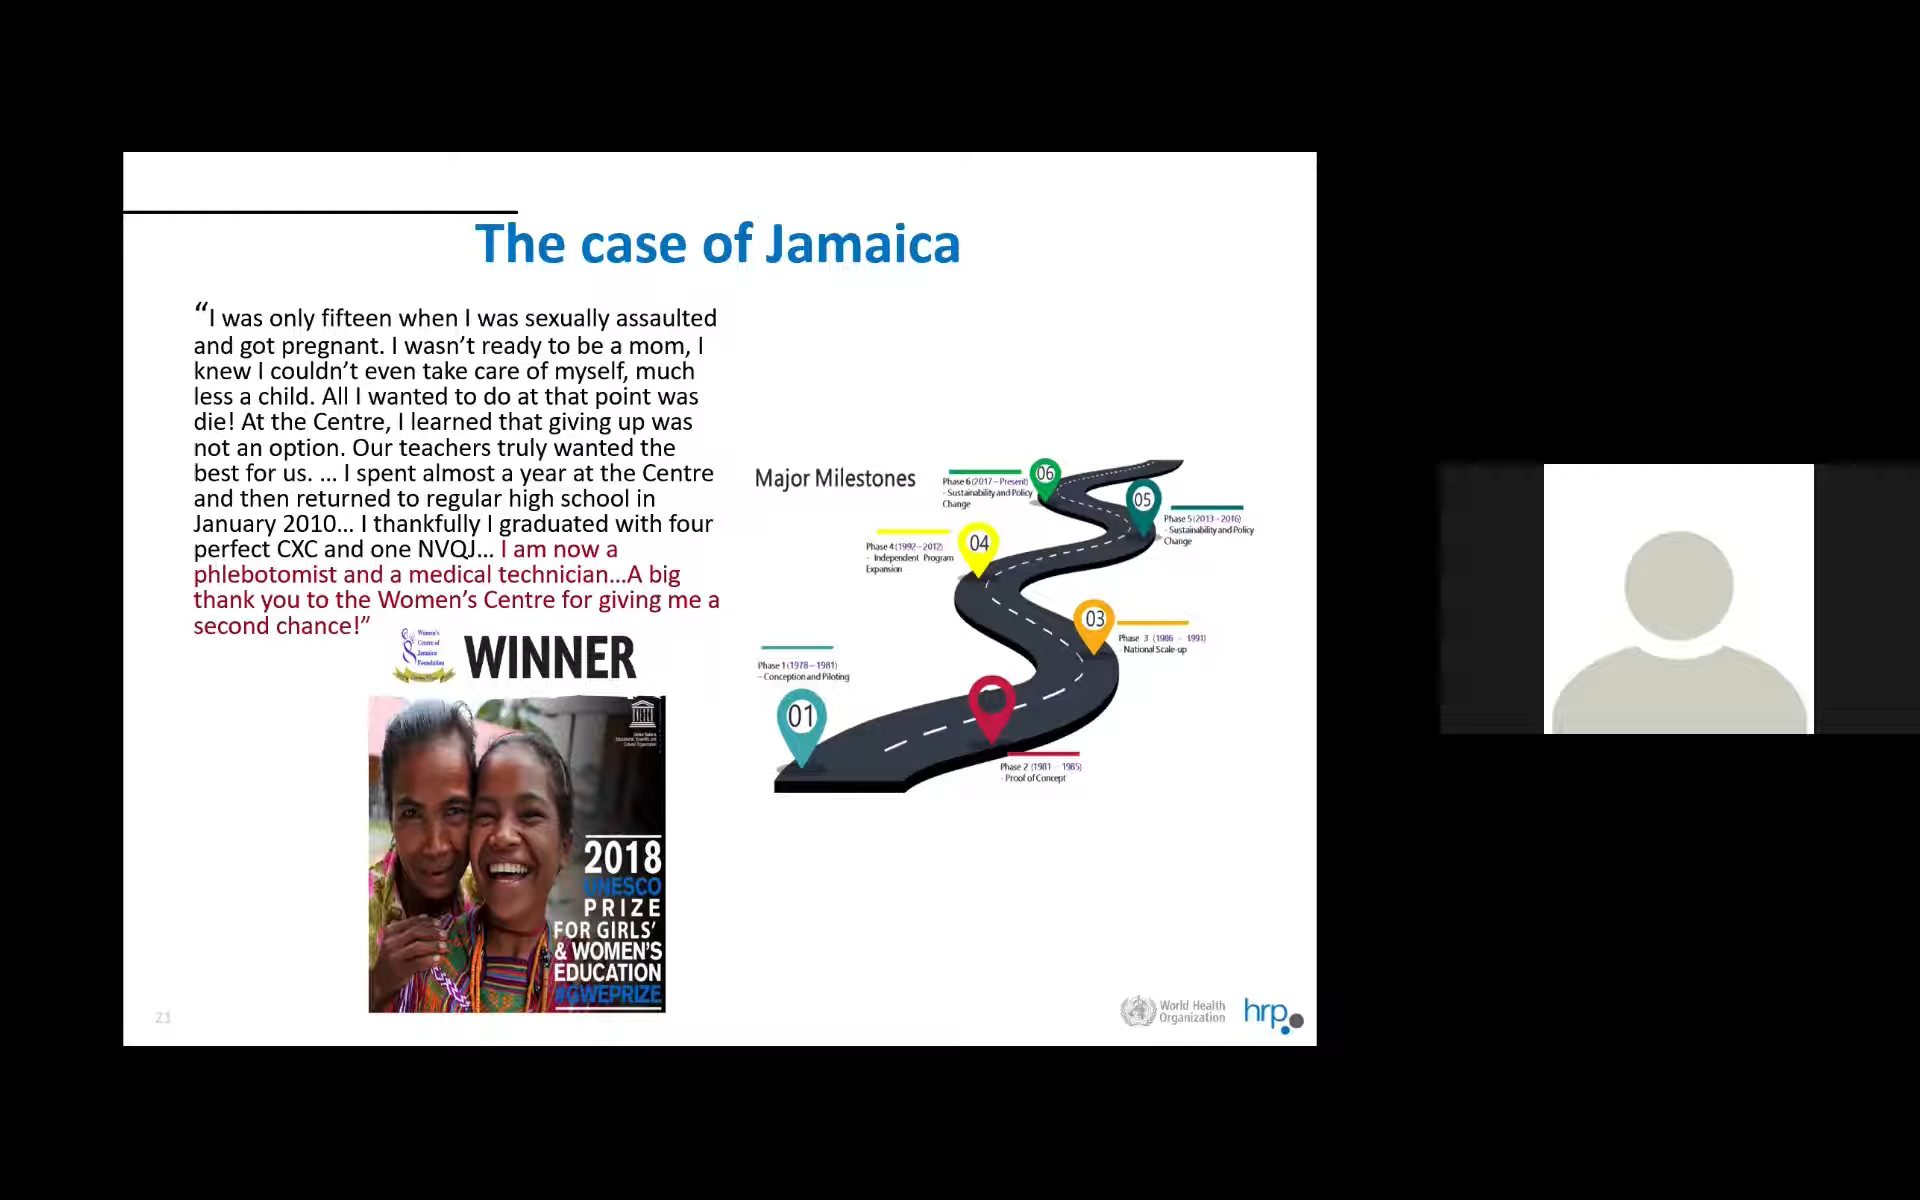 The case of Jamaica
“I was only fifteen when I was sexually assaulted
and got pregnant. I wasn’t ready to be a mom, I
knew I couldn’t even take care of myself, much
less a child. All I wanted to do at that point was
die! At the Centre, I learned that giving up was
not an option. Our teachers truly wanted the
best for us. ... I spent almost a year at the Centre
and then returned to regular high school in
January 2010... I thankfully I graduated with four
perfect CXC and one NVQJ... I am now a
phlebotomist and a medical technician...A big
thank you to the Women’s Centre for giving me a
second chance!”
Women's
Centre of
Jamaica
Foundation
WINNER
2018
UNESCO
PRIZE
FOR GIRLS’
& WOMEN’S
EDUCATION
#GWEPRIZE
Major Milestones
06
Phase 6 (2017 – Present)
- Sustainability and Policy
Change
05
Phase 5 (2013 - 2016)
- Sustainability and Policy
Change
04
Phase 4 (1992 – 2012)
- Independent Program
Expansion
03
Phase 3 (1986 - 1991)
- National Scale-up
Phase 1 (1978 – 1981)
– Conception and Piloting
01
Phase 2 (1981 – 1985)
- Proof of Concept
21
World Health
Organization
hrp